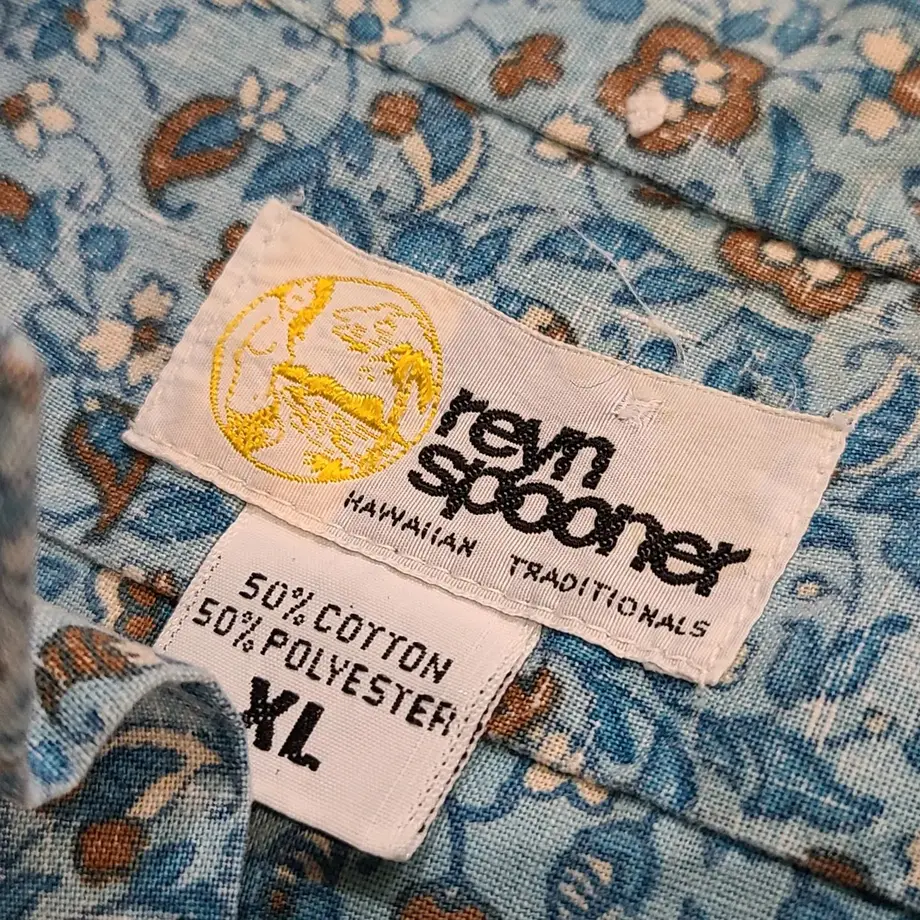 reyn
spooner
HAWAIIAN TRADITIONALS
50% COTTON
50% POLYESTER
XL